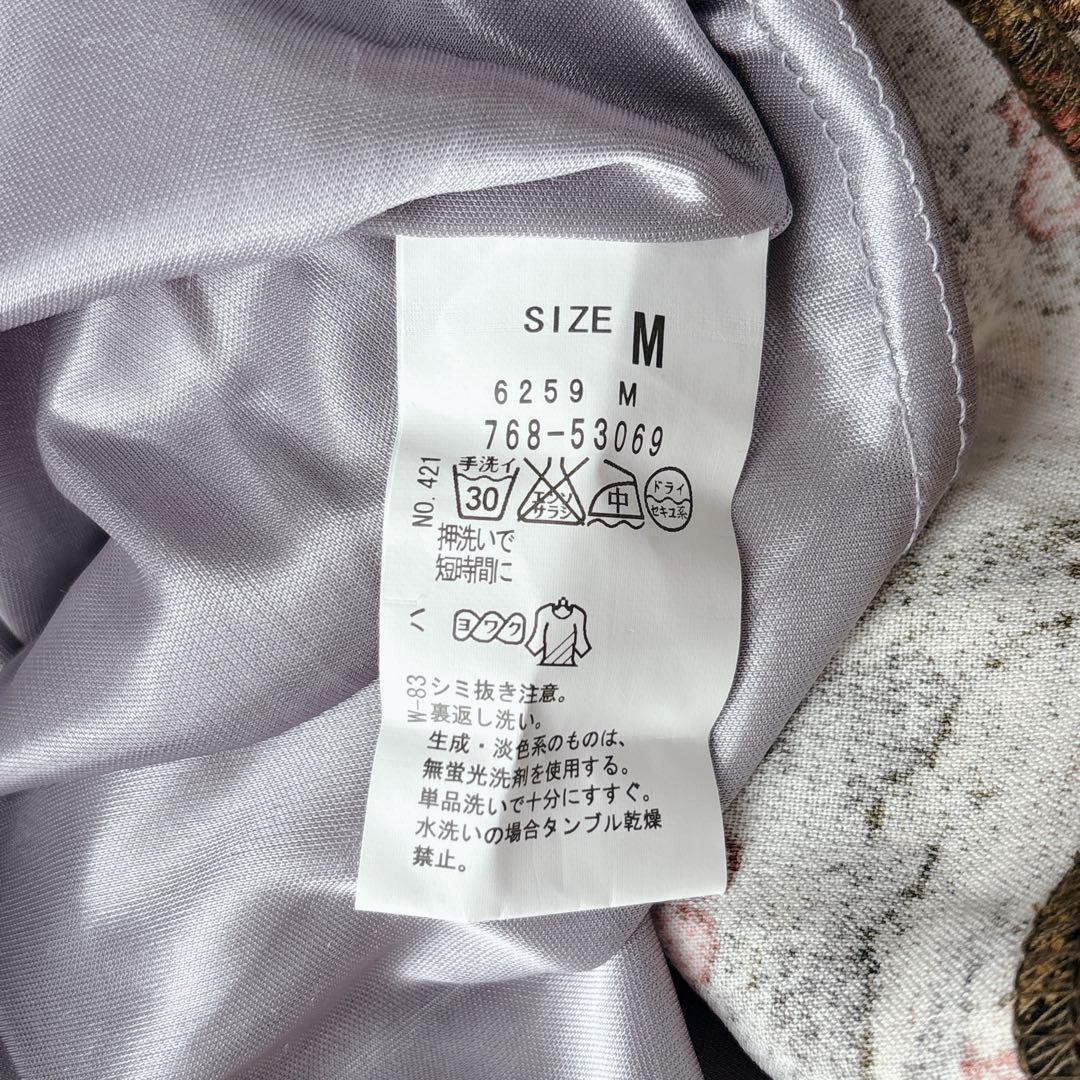 SIZE M
6259 M
768-53069
NO. 421
手洗イ
30
エンソ
サラシ
中
ドライ
セキユ系
押洗いで
短時間に
ハ
ヨワク
W-83
シミ抜き注意。
裏返し洗い。
生成・淡色系のものは、
無蛍光洗剤を使用する。
単品洗いで十分にすすぐ。
水洗いの場合タンブル乾燥
禁止。